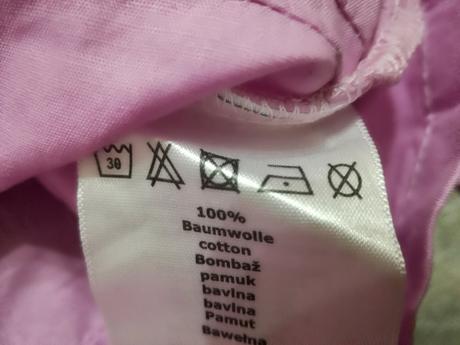 30
100%
Baumwolle
cotton
Bombaž
pamuk
bavlna
bavlna
Pamut
Bawełna